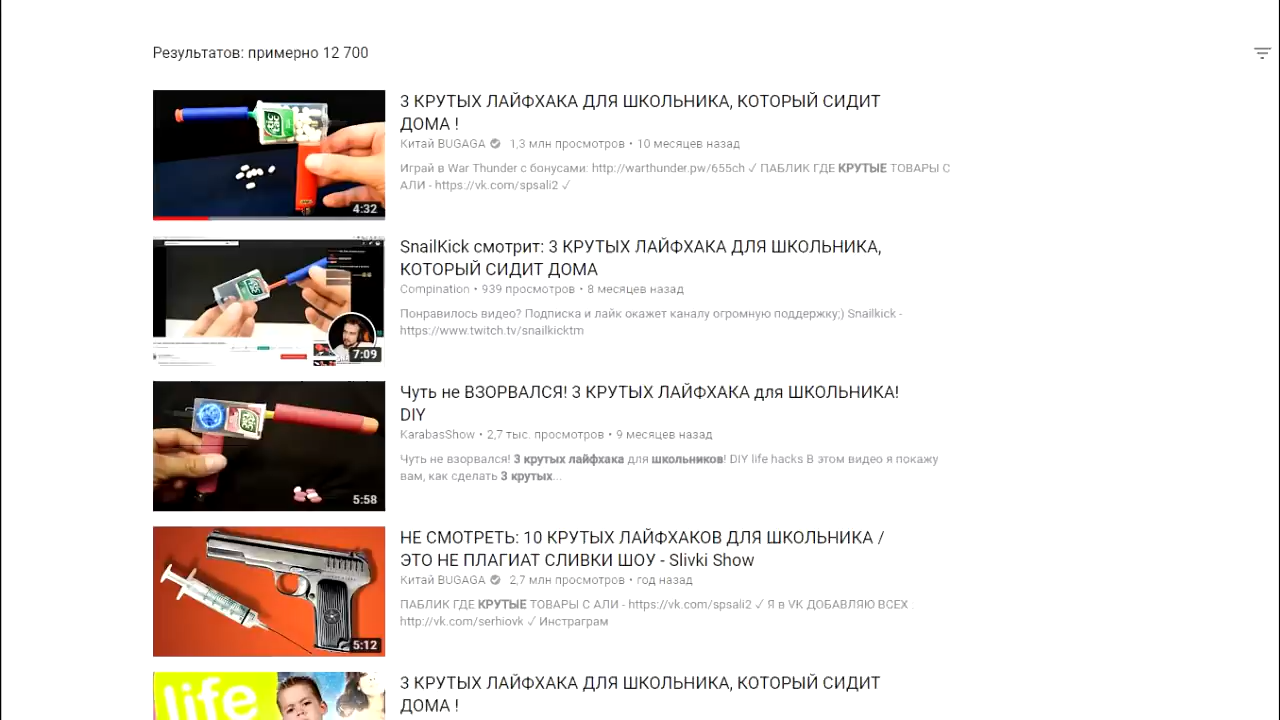 Результатов: примерно 12 700
3 КРУТЫХ ЛАЙФХАКА ДЛЯ ШКОЛЬНИКА, КОТОРЫЙ СИДИТ
ДОМА !
Китай BUGAGA 1,3 млн просмотров • 10 месяцев назад
Играй в War Thunder с бонусами: http://warthunder.pw/655ch ✓ ПАБЛИК ГДЕ КРУТЫЕ ТОВАРЫ С
АЛИ - https://vk.com/spsali2 ✓
4:32
SnailKick смотрит: 3 КРУТЫХ ЛАЙФХАКА ДЛЯ ШКОЛЬНИКА,
КОТОРЫЙ СИДИТ ДОМА
Compination • 939 просмотров • 8 месяцев назад
Понравилось видео? Подписка и лайк окажет каналу огромную поддержку;) Snailkick -
https://www.twitch.tv/snailkicktm
7:09
Чуть не ВЗОРВАЛСЯ! 3 КРУТЫХ ЛАЙФХАКА для ШКОЛЬНИКА!
DIY
KarabasShow • 2,7 тыс. просмотров • 9 месяцев назад
Чуть не взорвался! 3 крутых лайфхака для школьников! DIY life hacks В этом видео я покажу
вам, как сделать 3 крутых...
5:58
НЕ СМОТРЕТЬ: 10 КРУТЫХ ЛАЙФХАКОВ ДЛЯ ШКОЛЬНИКА /
ЭТО НЕ ПЛАГИАТ СЛИВКИ ШОУ - Slivki Show
Китай BUGAGA 2,7 млн просмотров • год назад
ПАБЛИК ГДЕ КРУТЫЕ ТОВАРЫ С АЛИ - https://vk.com/spsali2 ✓ Я в VK ДОБАВЛЯЮ ВСЕХ :
http://vk.com/serhiovk ✓ Инстраграм
5:12
life
3 КРУТЫХ ЛАЙФХАКА ДЛЯ ШКОЛЬНИКА, КОТОРЫЙ СИДИТ
ДОМА !